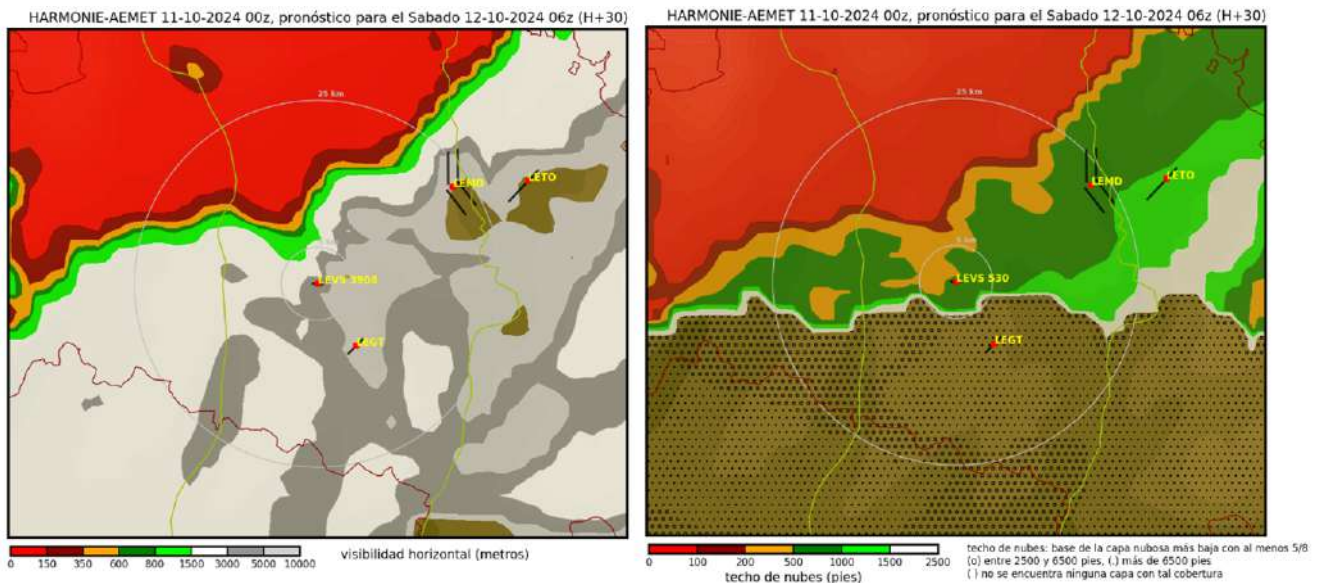 HARMONIE-AEMET 11-10-2024 00z, pronóstico para el Sabado 12-10-2024 06z (H+30)
25 km
LEMD
LETO
LEVS 3908
LEGT
0 150 350 600 800 1500 3000 5000 10000
visibilidad horizontal (metros)
HARMONIE-AEMET 11-10-2024 00z, pronóstico para el Sabado 12-10-2024 06z (H+30)
25 km
LEMD
LETO
5 km
LEVS 530
LEGT
0 100 200 500 1000 1500 2500
techo de nubes (pies)
techo de nubes: base de la capa nubosa más baja con al menos 5/8
(o) entre 2500 y 6500 pies, (.) más de 6500 pies
( ) no se encuentra ninguna capa con tal cobertura